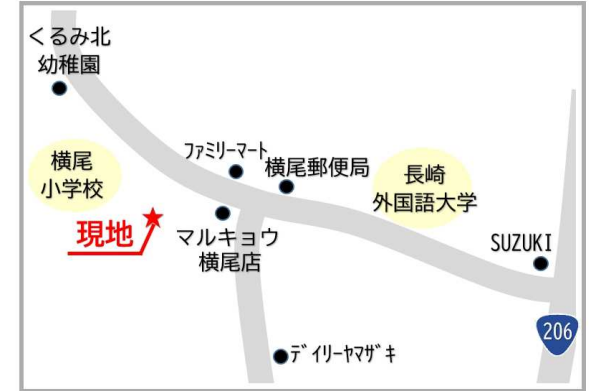 くるみ北
幼稚園
横尾
小学校
ﾌｧﾐﾘｰﾏｰﾄ
横尾郵便局
長崎
外国語大学
現地
マルキョウ
横尾店
SUZUKI
206
ﾃﾞｲﾘｰﾔﾏｻﾞｷ